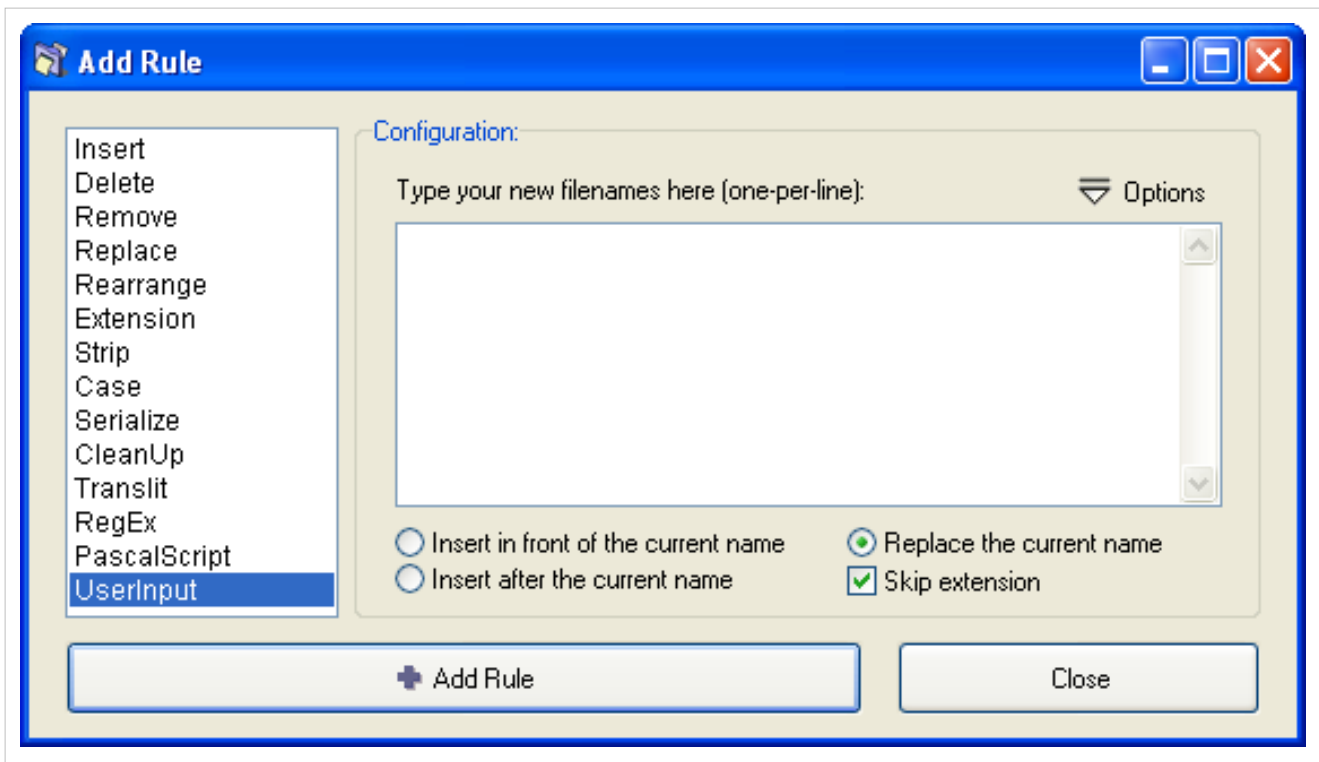 Add Rule
Insert
Delete
Remove
Replace
Rearrange
Extension
Strip
Case
Serialize
CleanUp
Translit
RegEx
PascalScript
UserInput
Configuration:
Type your new filenames here (one-per-line):
Options
Insert in front of the current name
Replace the current name
Insert after the current name
Skip extension
Add Rule
Close